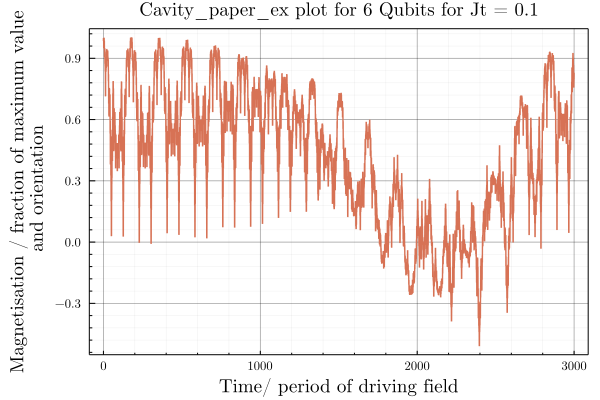 Cavity_paper_ex plot for 6 Qubits for Jt = 0.1
Magnetisation / fraction of maximum value
and orientation
0.9
0.6
0.3
0.0
−0.3
0
1000
2000
3000
Time/ period of driving field